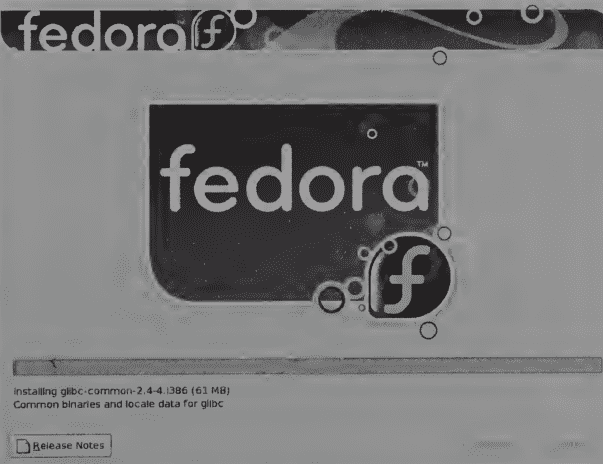 fedora f
fedora™
f
Installing glibc-common-2.4-4.i386 (61 MB)
Common binaries and locale data for glibc
Release Notes